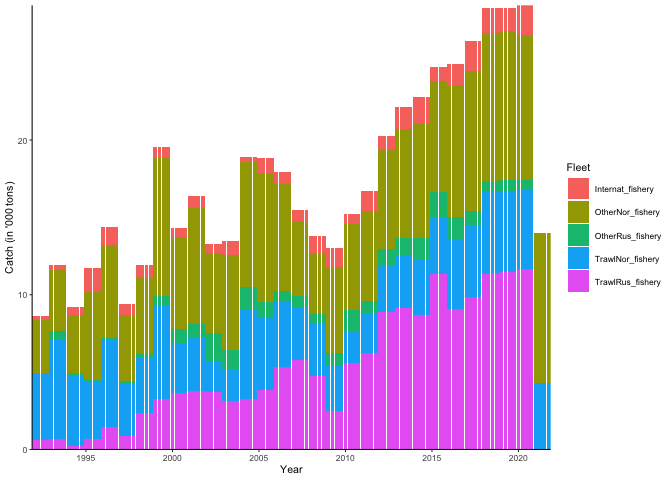 Catch (in '000 tons)
20
10
0
1995 2000 2005 2010 2015 2020
Year
Fleet
Internat_fishery
OtherNor_fishery
OtherRus_fishery
TrawlNor_fishery
TrawlRus_fishery